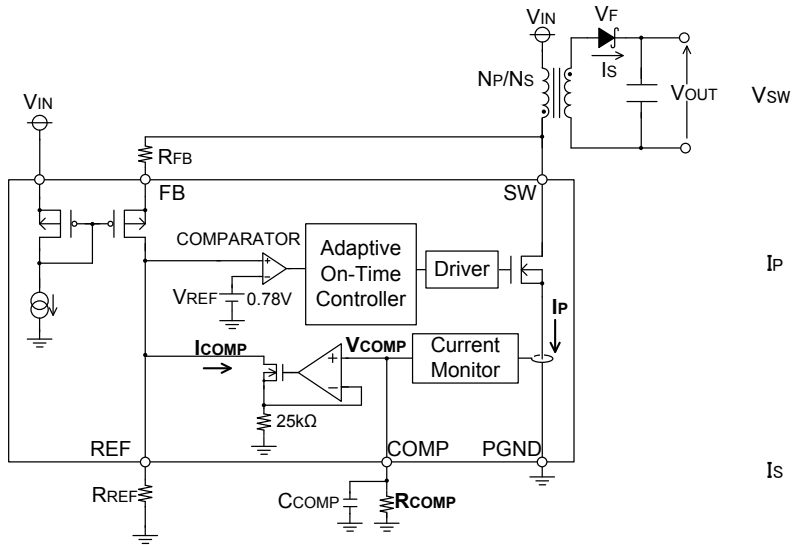 VIN
VF
NP/NS
IS
VOUT
VSW
VIN
RFB
FB
SW
COMPARATOR
Adaptive
On-Time
Controller
Driver
IP
VREF
0.78V
IP
ICOMP
VCOMP
Current
Monitor
+
−
+
−
25kΩ
REF
COMP
PGND
RREF
CCOMP
RCOMP
IS